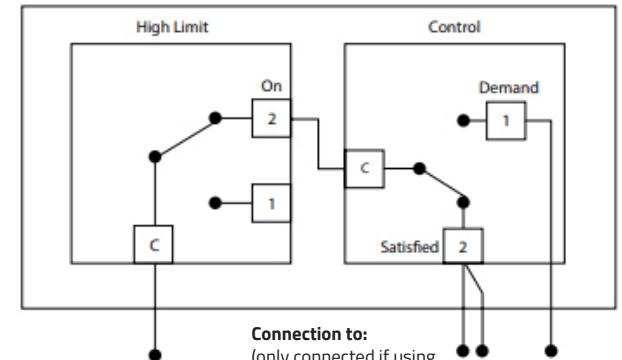 High Limit
Control
On
Demand
2
1
C
1
C
Satisfied
2
Connection to:
(only connected if using